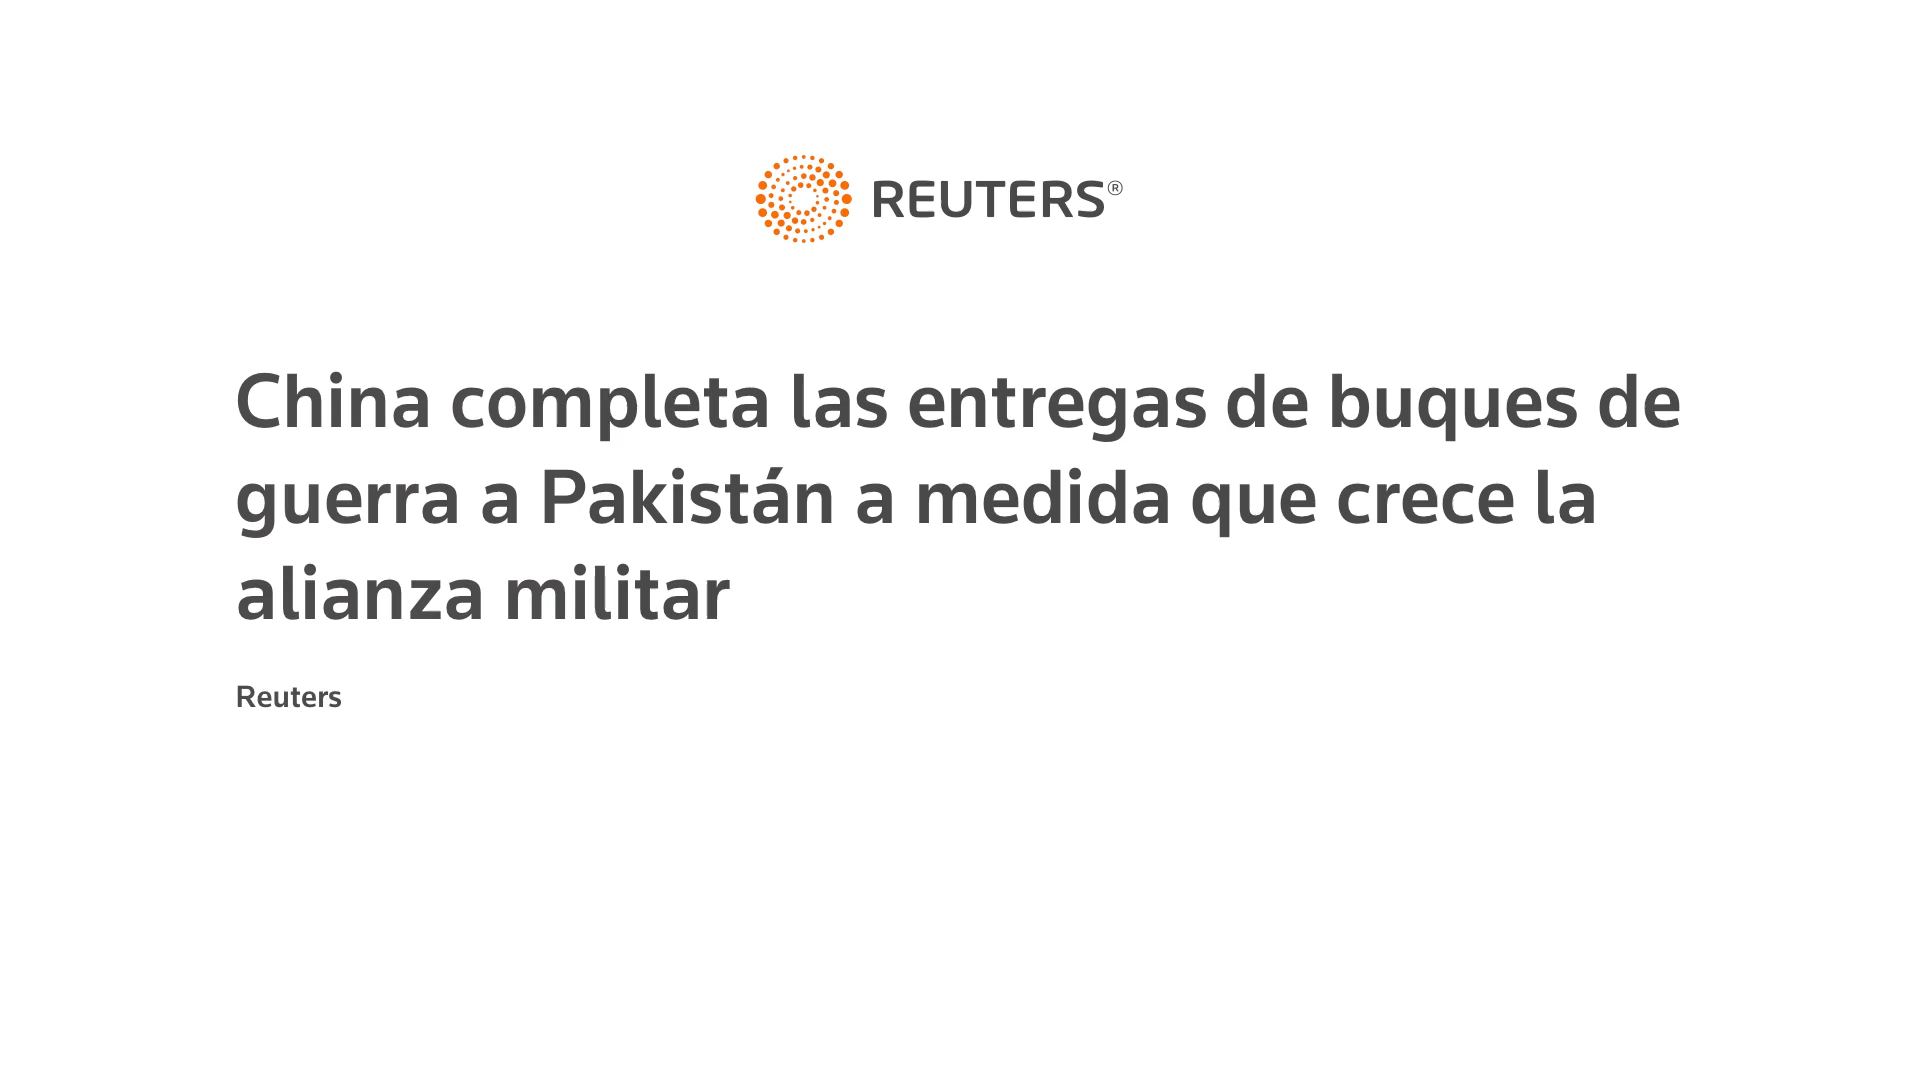 REUTERS®
China completa las entregas de buques de
guerra a Pakistán a medida que crece la
alianza militar
Reuters